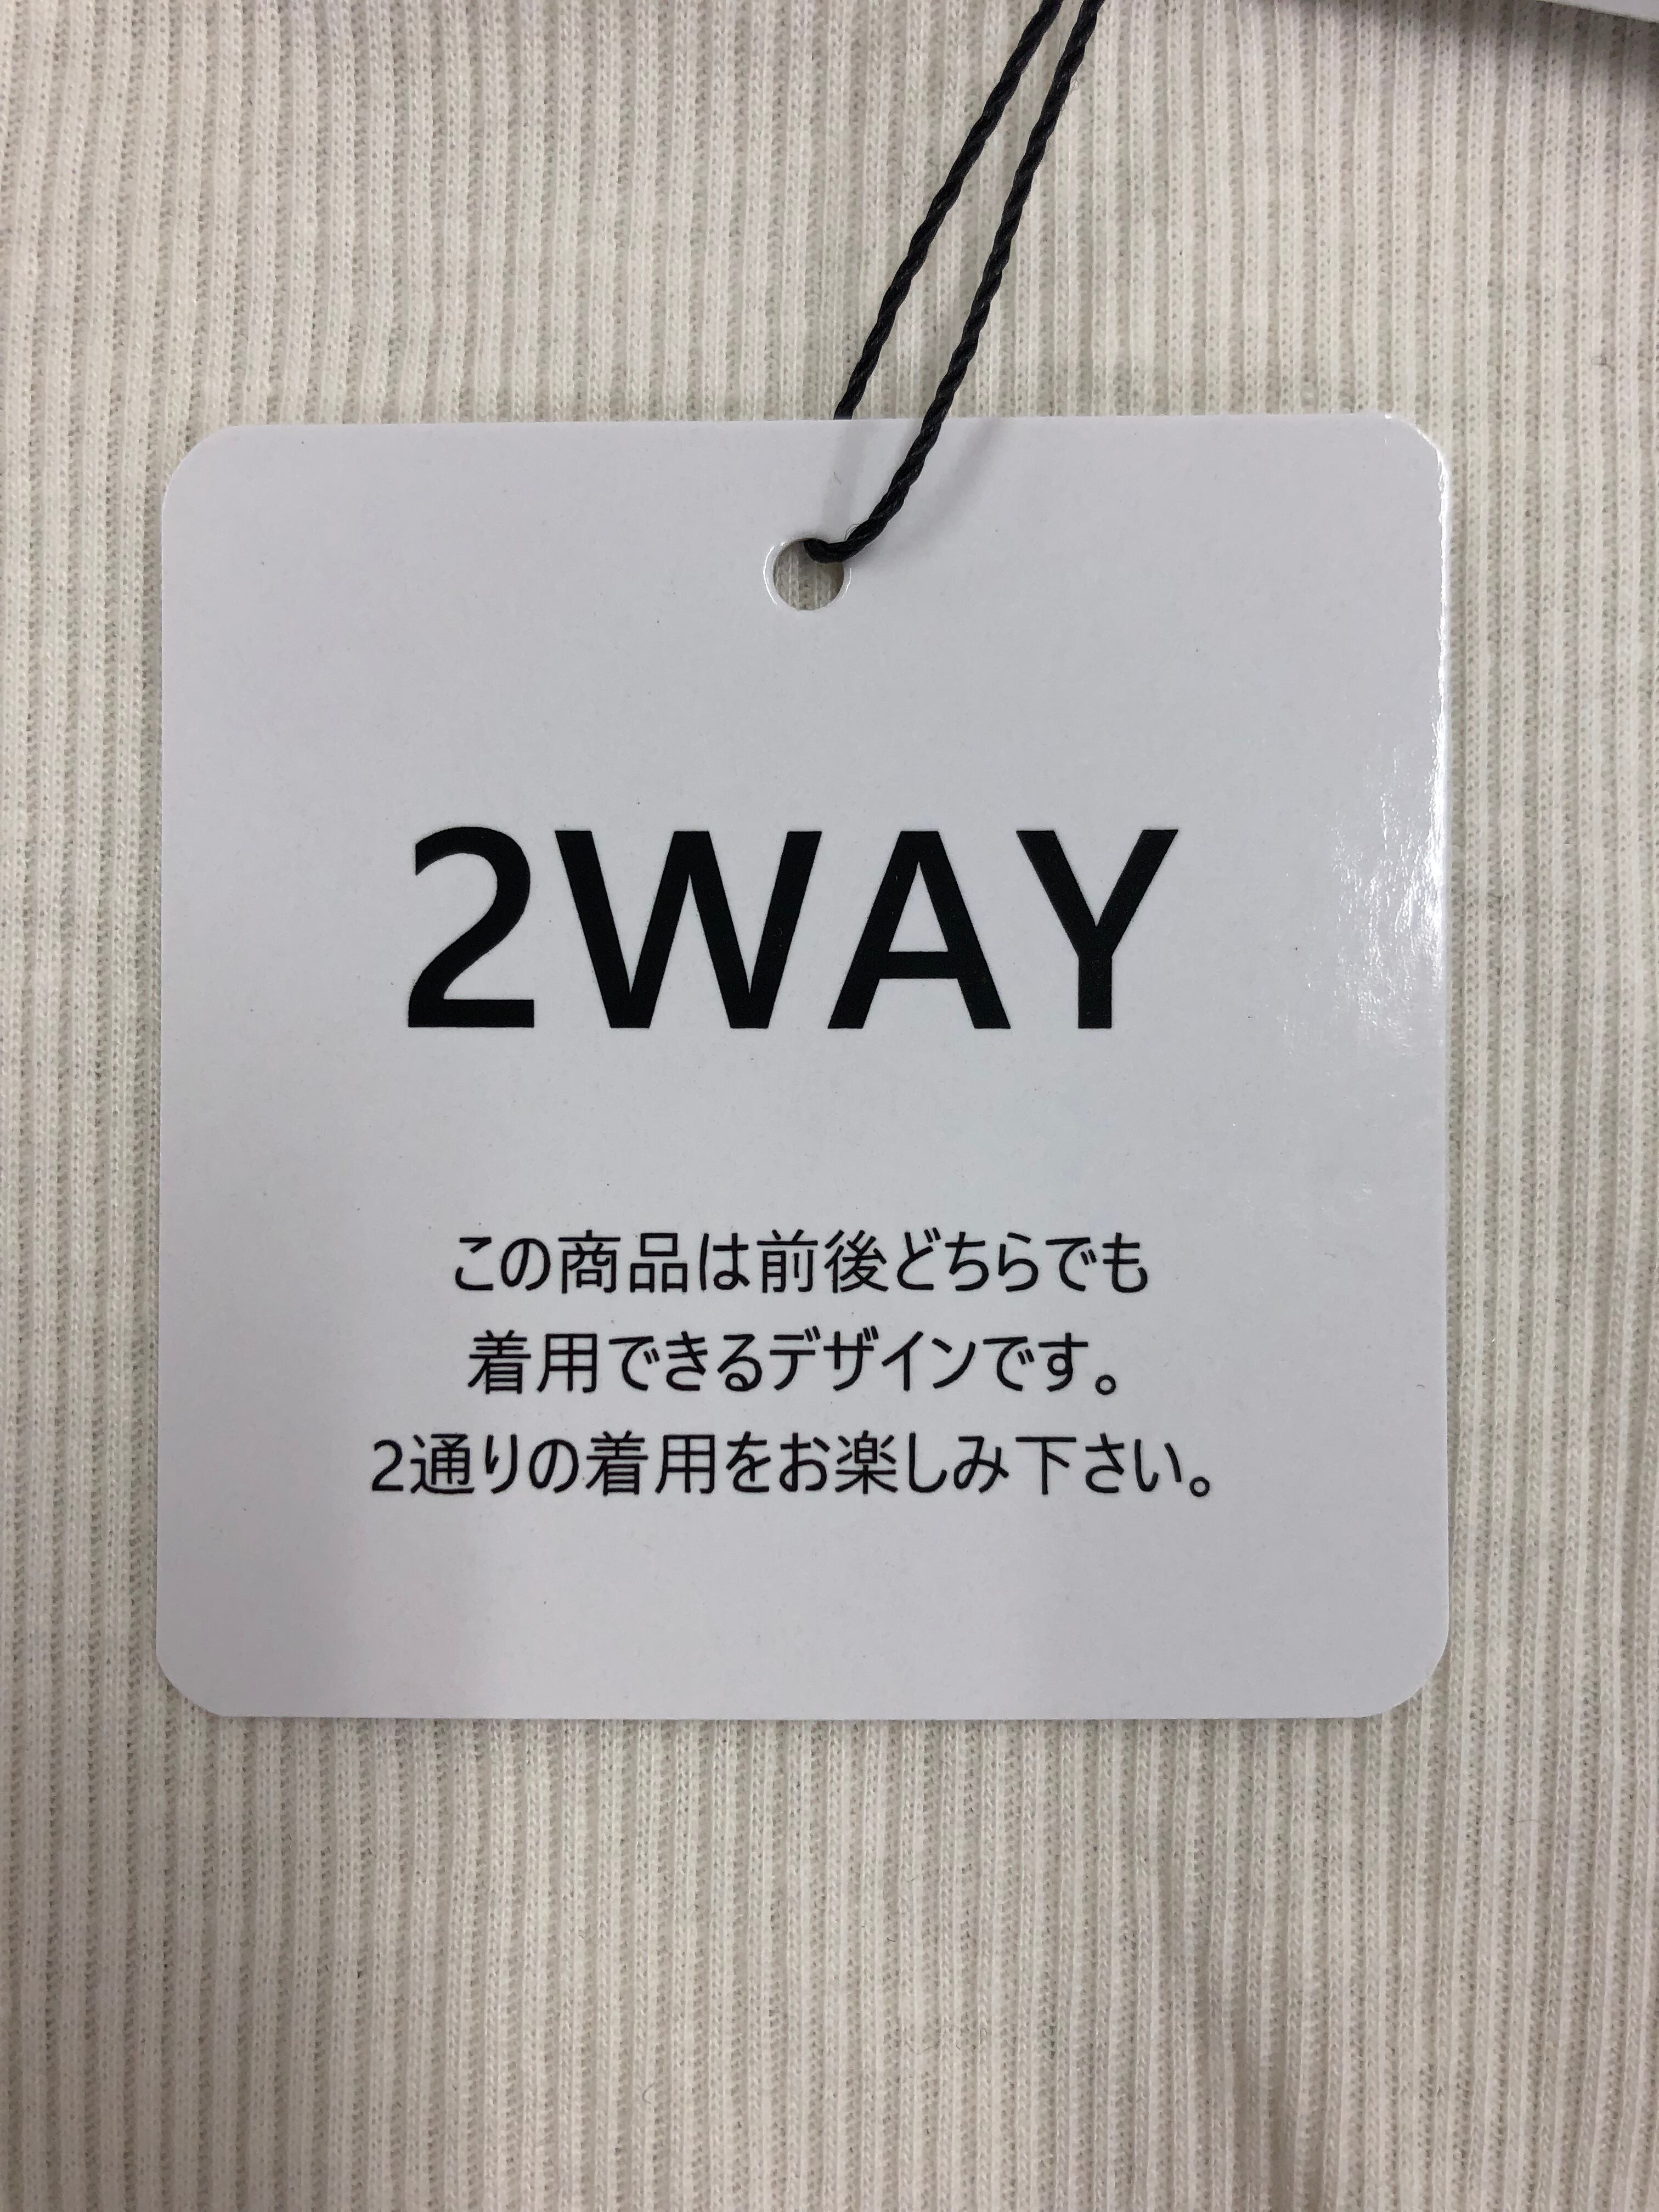 2WAY
この商品は前後どちらでも
着用できるデザインです。
2通りの着用をお楽しみ下さい。